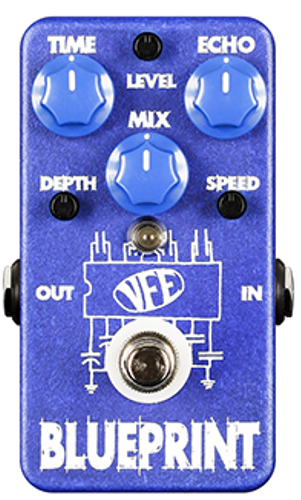 TIME ECHO
LEVEL
MIX
DEPTH SPEED
OUT VFE IN
BLUEPRINT